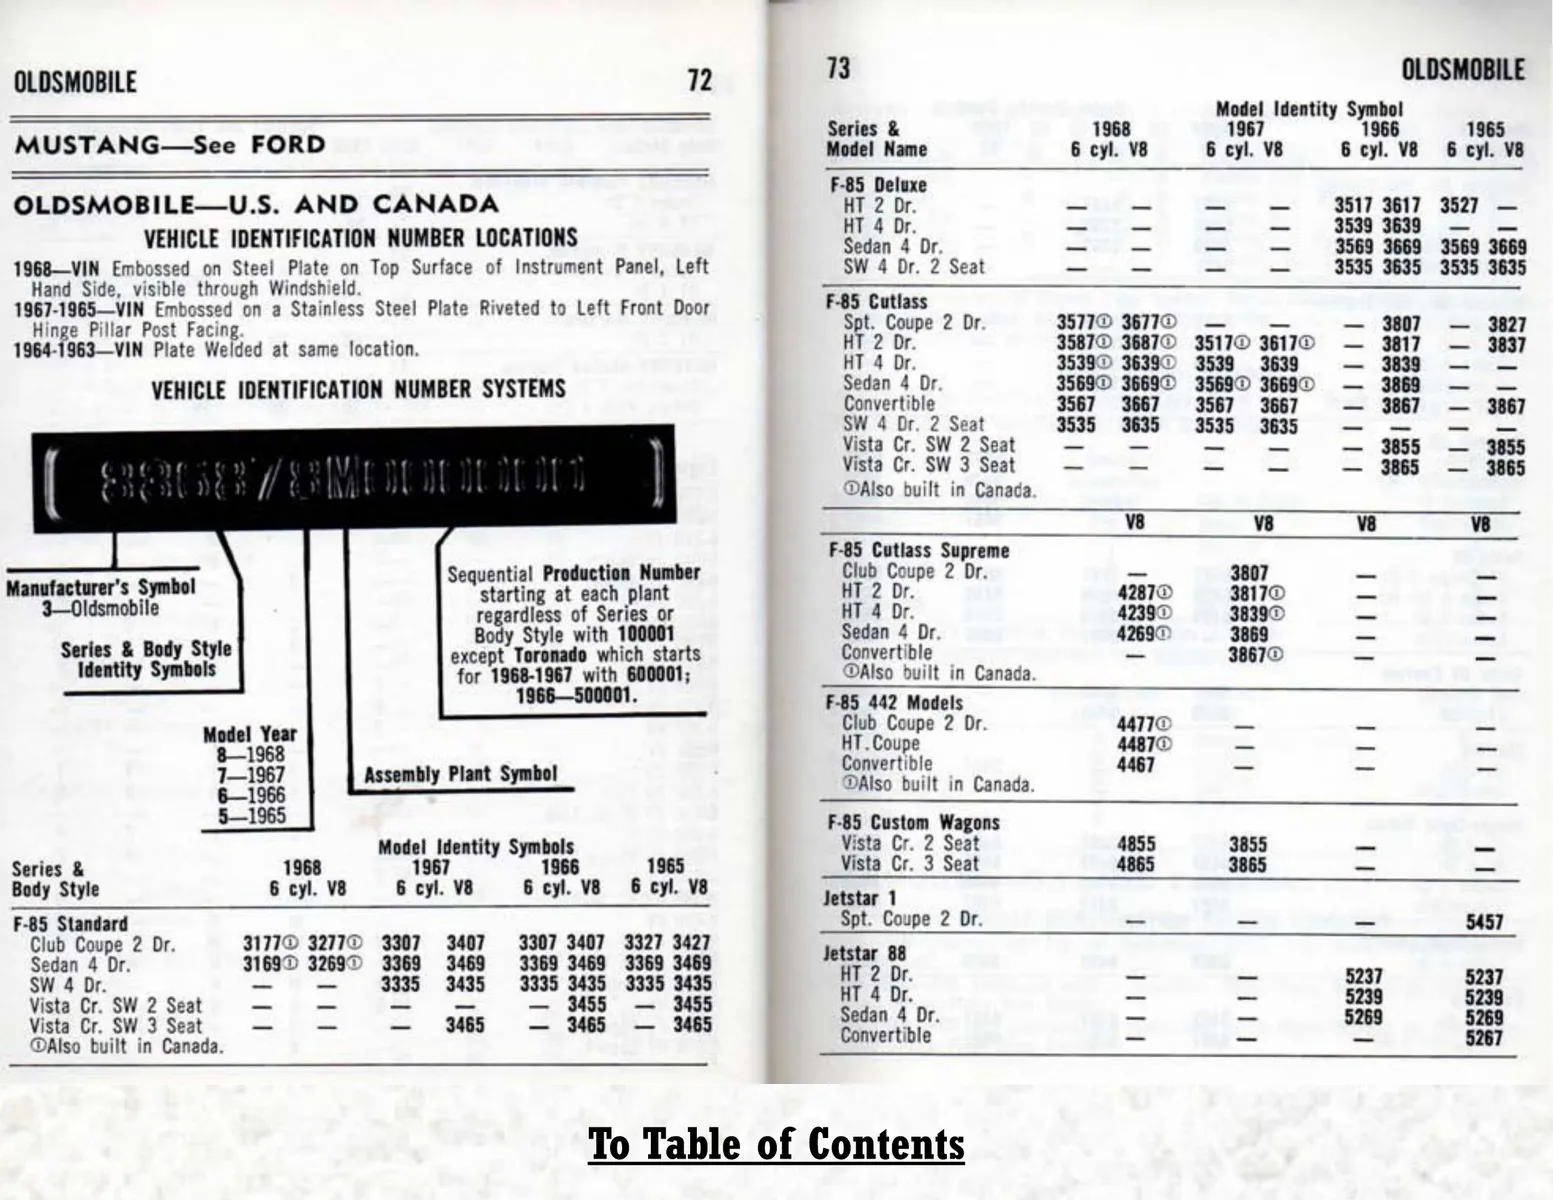 OLDSMOBILE 72
MUSTANG—See FORD
OLDSMOBILE—U.S. AND CANADA
VEHICLE IDENTIFICATION NUMBER LOCATIONS
1968—VIN Embossed on Steel Plate on Top Surface of Instrument Panel, Left
Hand Side, visible through Windshield.
1967-1965—VIN Embossed on a Stainless Steel Plate Riveted to Left Front Door
Hinge Pillar Post Facing.
1964-1963—VIN Plate Welded at same location.
VEHICLE IDENTIFICATION NUMBER SYSTEMS
Manufacturer's Symbol
3—Oldsmobile
Series & Body Style
Identity Symbols
Model Year
8—1968
7—1967
6—1966
5—1965
Assembly Plant Symbol
Sequential Production Number
starting at each plant
regardless of Series or
Body Style with 100001
except Toronado which starts
for 1968-1967 with 600001;
1966—500001.
Model Identity Symbols
Series & 1968 1967 1966 1965
Body Style 6 cyl. V8 6 cyl. V8 6 cyl. V8 6 cyl. V8
F-85 Standard
Club Coupe 2 Dr. 3177① 3277① 3307 3407 3307 3407 3327 3427
Sedan 4 Dr. 3169① 3269① 3369 3469 3369 3469 3369 3469
SW 4 Dr. — — 3335 3435 3335 3435 3335 3435
Vista Cr. SW 2 Seat — — — — — 3455 — 3455
Vista Cr. SW 3 Seat — — — 3465 — 3465 — 3465
①Also built in Canada.
73 OLDSMOBILE
Model Identity Symbol
Series & 1968 1967 1966 1965
Model Name 6 cyl. V8 6 cyl. V8 6 cyl. V8 6 cyl. V8
F-85 Deluxe
HT 2 Dr. — — — — 3517 3617 3527 —
HT 4 Dr. — — — — 3539 3639 — —
Sedan 4 Dr. — — — — 3569 3669 3569 3669
SW 4 Dr. 2 Seat — — — — 3535 3635 3535 3635
F-85 Cutlass
Spt. Coupe 2 Dr. 3577① 3677① — — — 3807 — 3827
HT 2 Dr. 3587① 3687① 3517① 3617① — 3817 — 3837
HT 4 Dr. 3539① 3639① 3539 3639 — 3839 — —
Sedan 4 Dr. 3569① 3669① 3569① 3669① — 3869 — —
Convertible 3567 3667 3567 3667 — 3867 — 3867
SW 4 Dr. 2 Seat 3535 3635 3535 3635 — — — —
Vista Cr. SW 2 Seat — — — — — 3855 — 3855
Vista Cr. SW 3 Seat — — — — — 3865 — 3865
①Also built in Canada.
V8 V8 V8 V8
F-85 Cutlass Supreme
Club Coupe 2 Dr. — 3807 — —
HT 2 Dr. 4287① 3817① — —
HT 4 Dr. 4239① 3839① — —
Sedan 4 Dr. 4269① 3869 — —
Convertible — 3867① — —
①Also built in Canada.
F-85 442 Models
Club Coupe 2 Dr. 4477① — — —
HT.Coupe 4487① — — —
Convertible 4467 — — —
①Also built in Canada.
F-85 Custom Wagons
Vista Cr. 2 Seat 4855 3855 — —
Vista Cr. 3 Seat 4865 3865 — —
Jetstar 1
Spt. Coupe 2 Dr. — — — 5457
Jetstar 88
HT 2 Dr. — — 5237 5237
HT 4 Dr. — — 5239 5239
Sedan 4 Dr. — — 5269 5269
Convertible — — — 5267
To Table of Contents